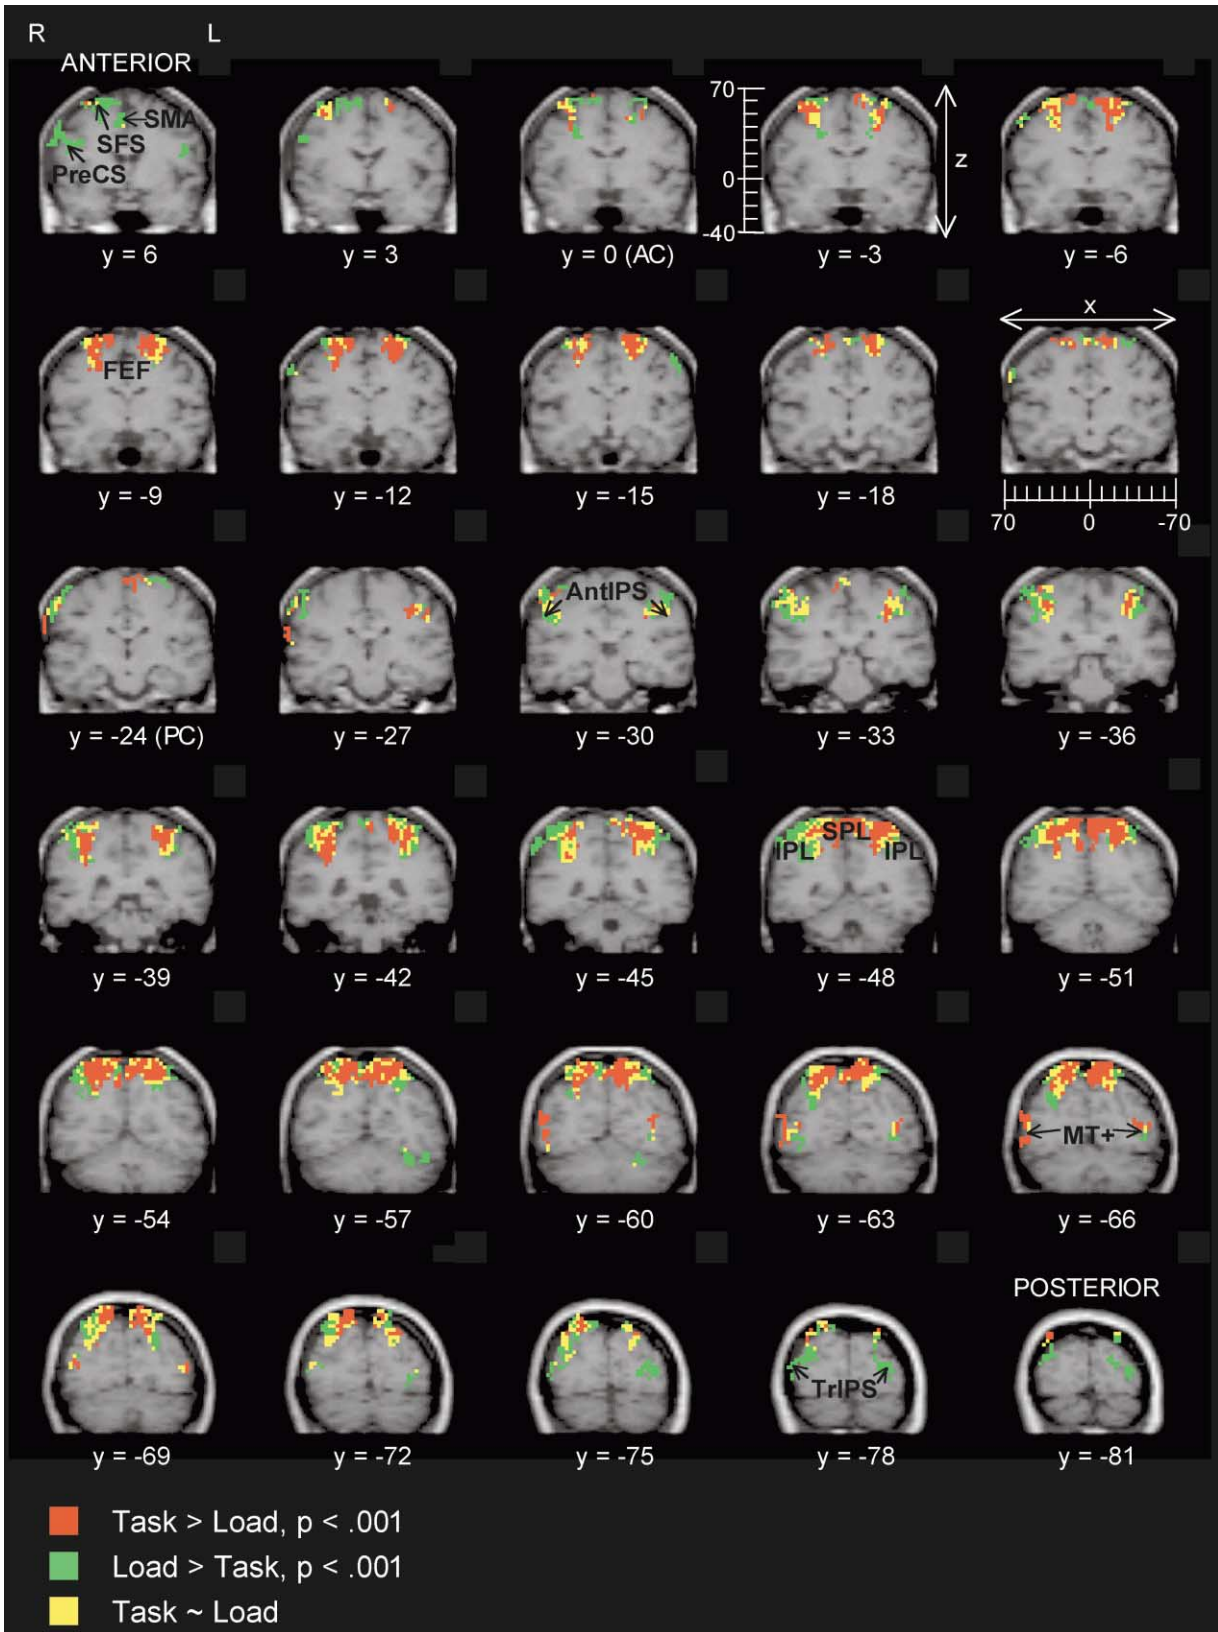 R L
ANTERIOR
SMA
SFS
PreCS
70
0
-40
z
y = 6 y = 3 y = 0 (AC) y = -3 y = -6
x
FEF
y = -9 y = -12 y = -15 y = -18
70 0 -70
AntIPS
y = -24 (PC) y = -27 y = -30 y = -33 y = -36
SPL
IPL IPL
y = -39 y = -42 y = -45 y = -48 y = -51
MT+
y = -54 y = -57 y = -60 y = -63 y = -66
POSTERIOR
TrIPS
y = -69 y = -72 y = -75 y = -78 y = -81
Task > Load, p < .001
Load > Task, p < .001
Task ~ Load